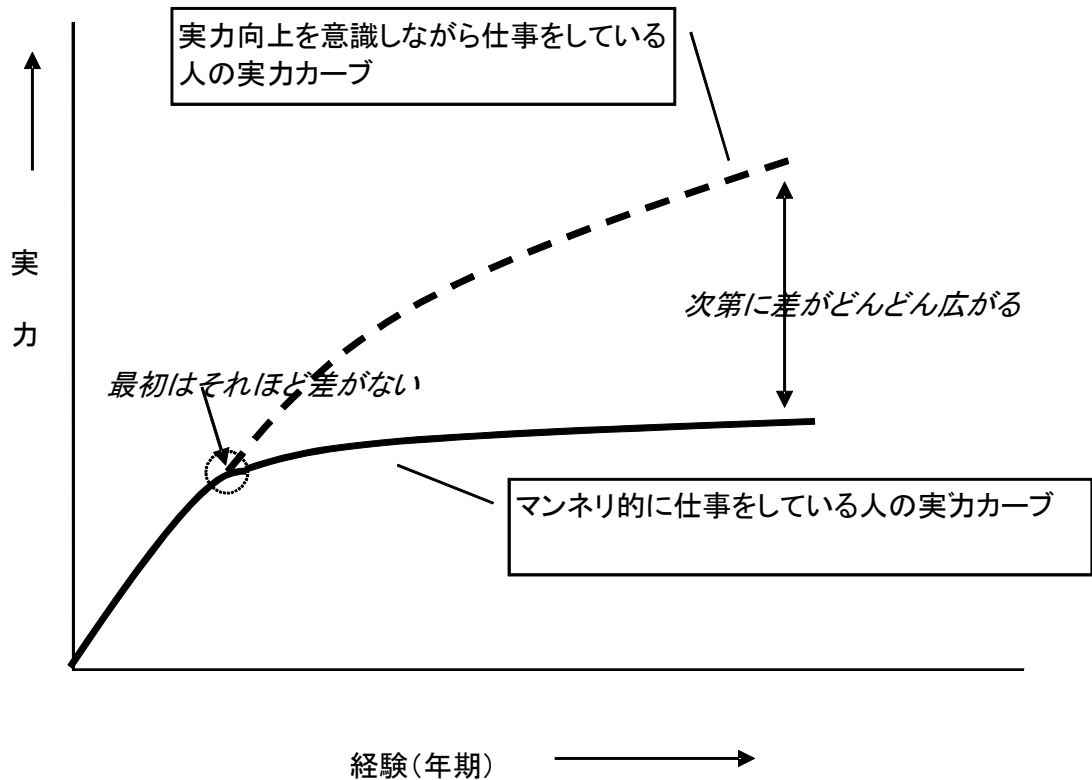 実力向上を意識しながら仕事をしている
人の実力カーブ
実
力
次第に差がどんどん広がる
最初はそれほど差がない
マンネリ的に仕事をしている人の実力カーブ
経験(年期)